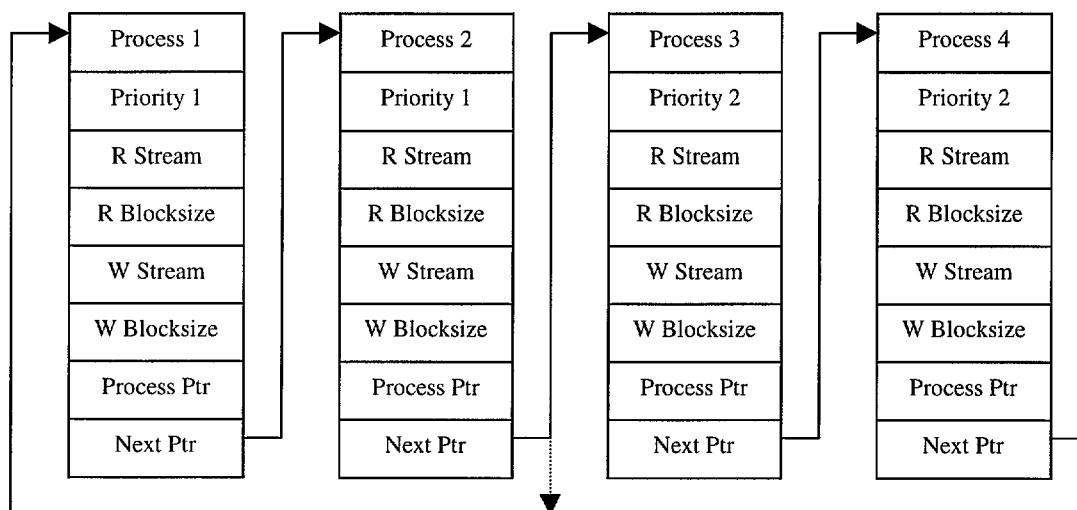 Process 1
Priority 1
R Stream
R Blocksize
W Stream
W Blocksize
Process Ptr
Next Ptr
Process 2
Priority 1
R Stream
R Blocksize
W Stream
W Blocksize
Process Ptr
Next Ptr
Process 3
Priority 2
R Stream
R Blocksize
W Stream
W Blocksize
Process Ptr
Next Ptr
Process 4
Priority 2
R Stream
R Blocksize
W Stream
W Blocksize
Process Ptr
Next Ptr